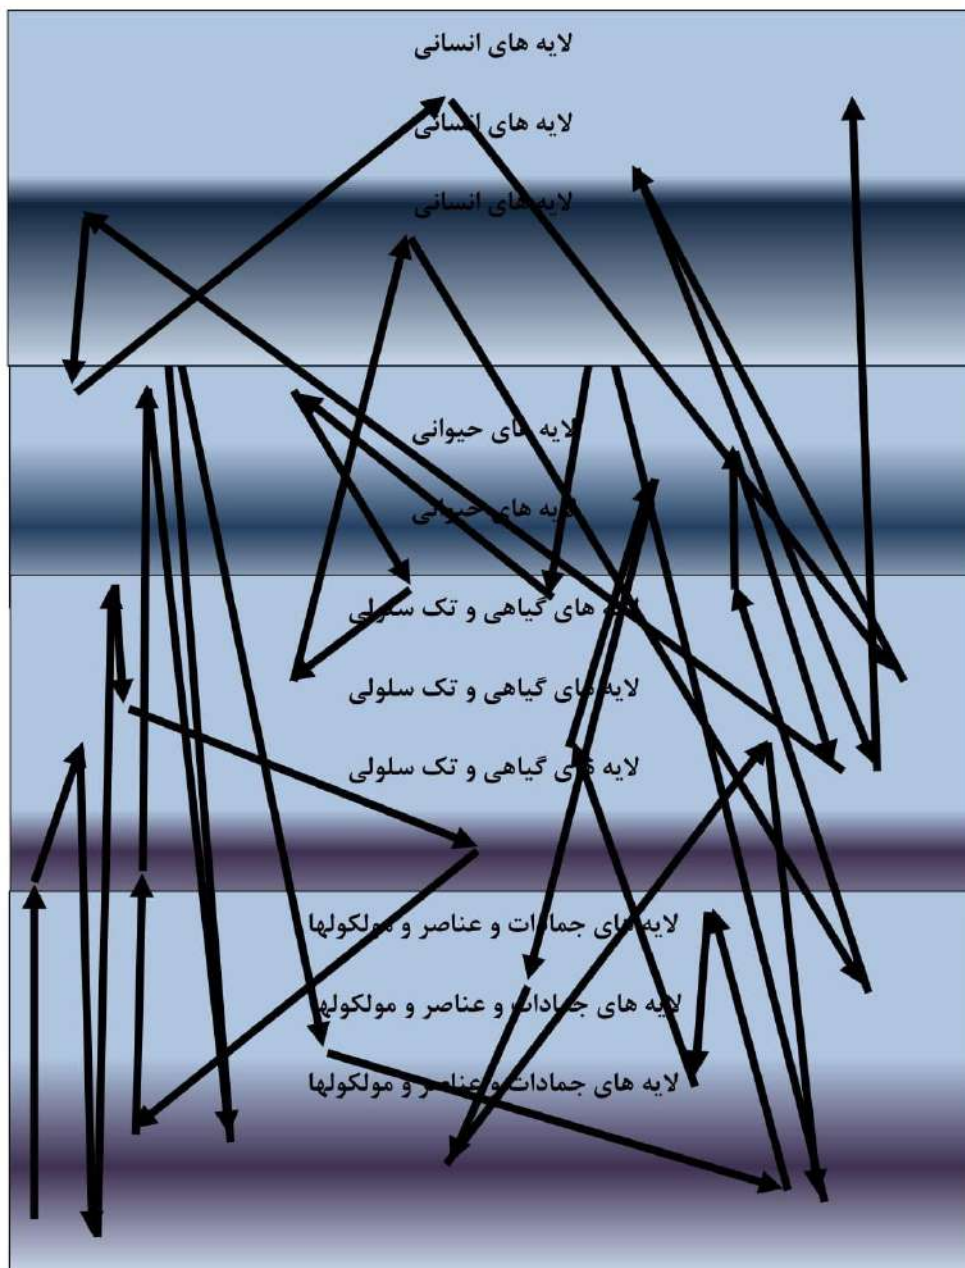 لایه های انسانی
لایه های انسانی
لایه های انسانی
لایه های حیوانی
لایه های حیوانی
لایه های گیاهی و تک سلولی
لایه های گیاهی و تک سلولی
لایه های گیاهی و تک سلولی
لایه های جمادات و عناصر و مولکولها
لایه های جمادات و عناصر و مولکولها
لایه های جمادات و عناصر و مولکولها